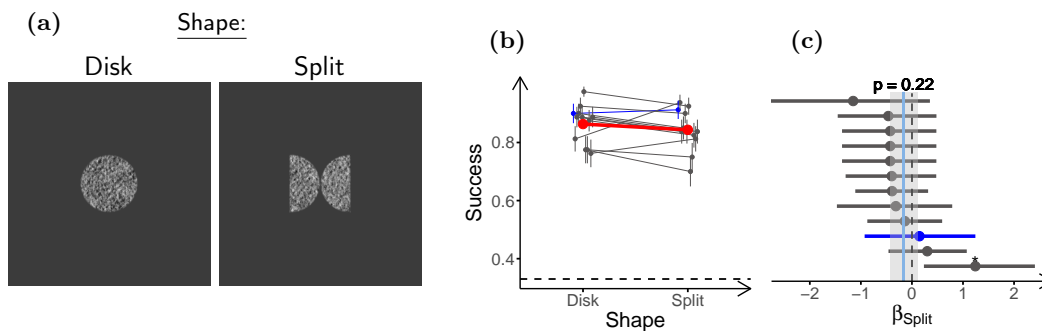 (a)
Shape:
Disk
Split
(b)
Success
0.8
0.6
0.4
Disk
Split
Shape
(c)
p = 0.22
*
−2
−1
0
1
2
βSplit